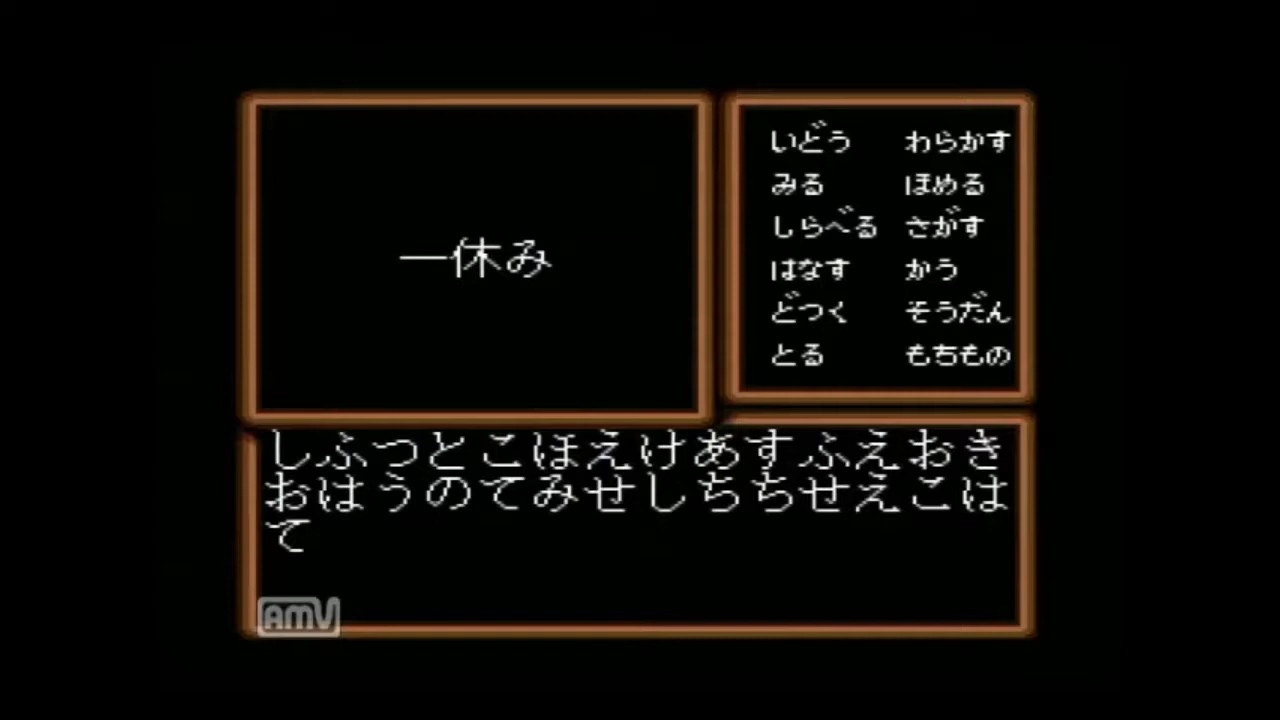 一休み
いどう わらかす
みる ほめる
しらべる さがす
はなす かう
どつく そうだん
とる もちもの
しふつとこほえけあすふえおき
おはうのてみせしちちせえこは
て
AMV